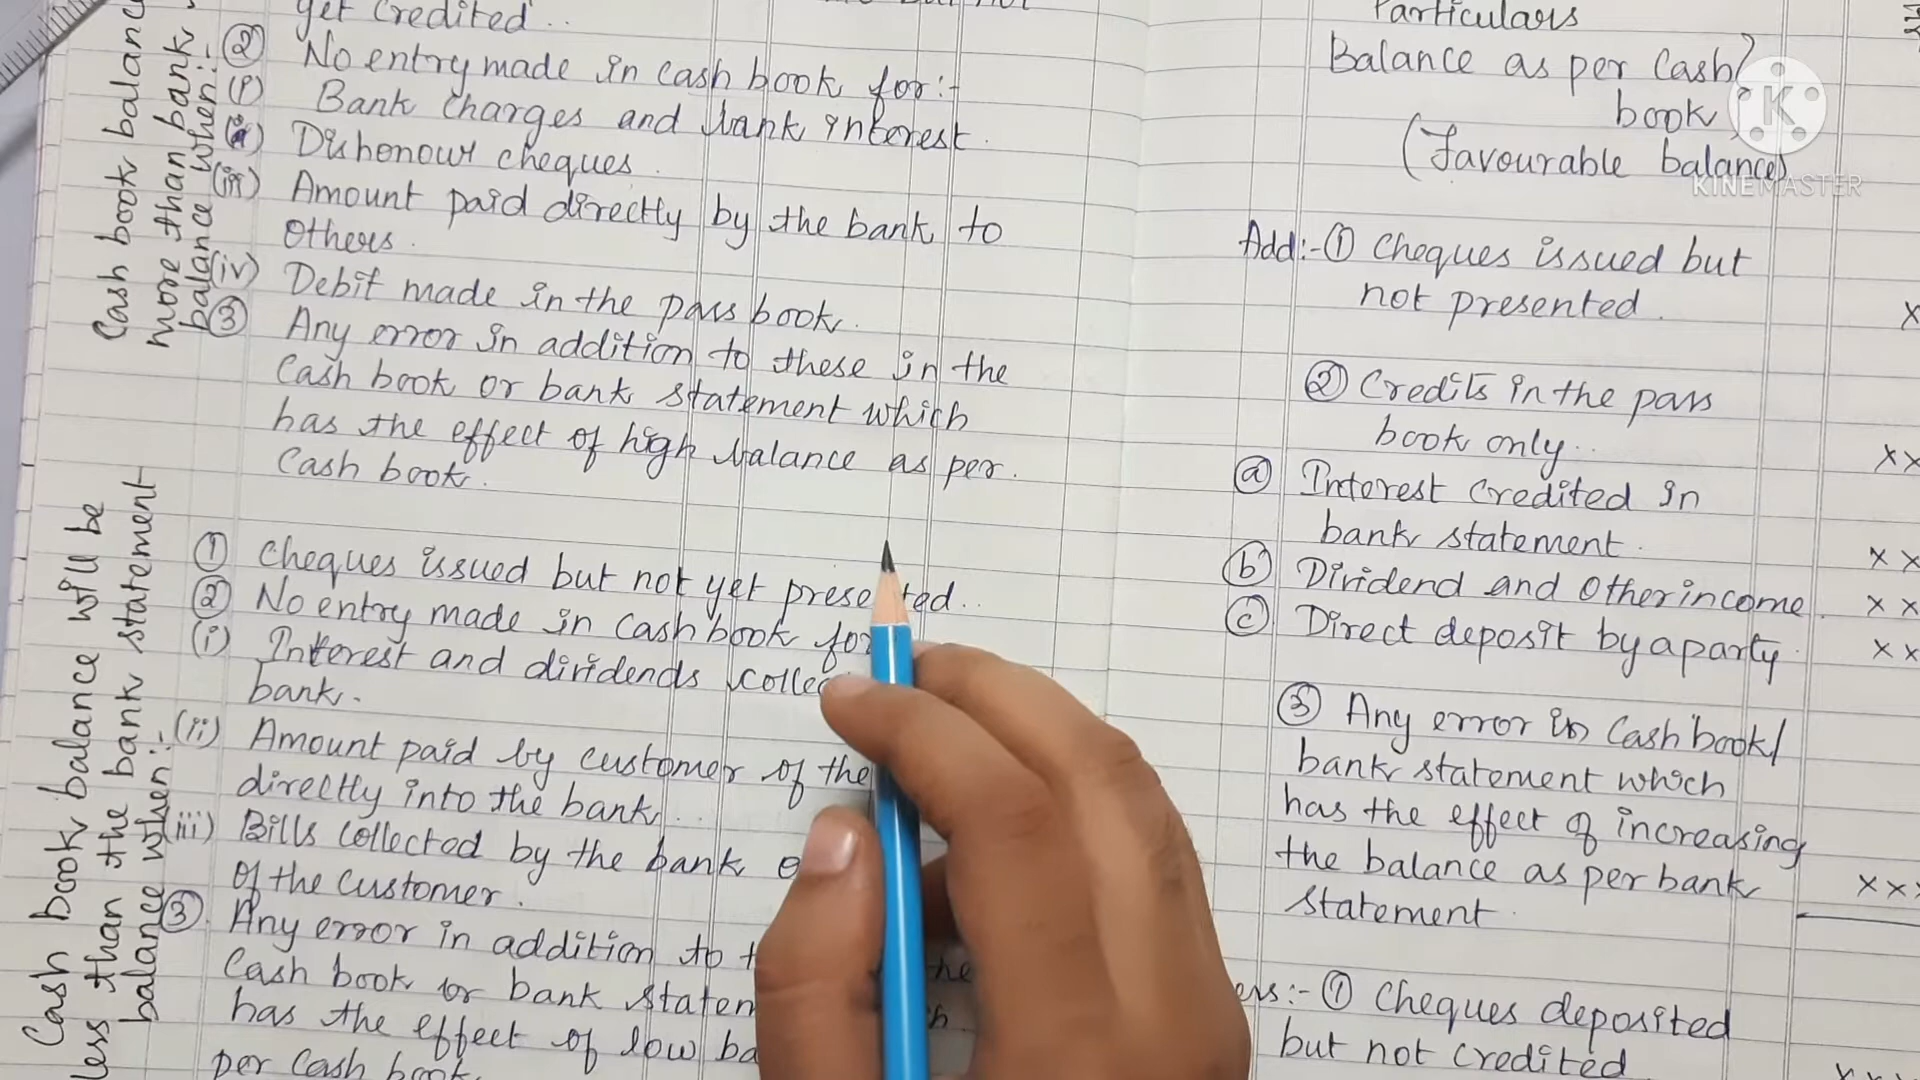 get credited..
② No entry made in cash book for:-
(i) Bank charges and bank interest.
(ii) Dishonour cheques.
(iii) Amount paid directly by the bank to
others.
(iv) Debit made in the pass book.
③ Any error in addition to these in the
Cash book or bank statement which
has the effect of high balance as per.
Cash book.
Cash book balance
more than bank
balance when:
① Cheques issued but not yet presented..
② No entry made in cash book for
(i) Interest and dividends
bank.
(ii) Amount paid by customer of the
directly into the bank..
(iii) Bills collected by the bank
of the customer.
③. Any error in addition to the
Cash book or bank
has the effect of low
per cash book.
Cash book balance will be
less than the bank statement
balance when:
Particulars
Balance as per Cash
book
(favourable balance)
K
KINEMASTER
Add:- ① Cheques issued but
not presented.
X
② Credits in the pass
book only..
XX
ⓐ Interest credited in
bank statement.
XX
ⓑ Dividend and other income.
XX
ⓒ Direct deposit by a party.
XX
③ Any error in Cash book/
bank statement which
has the effect of increasing
the balance as per bank
XXX
statement.
① Cheques deposited
but not credited